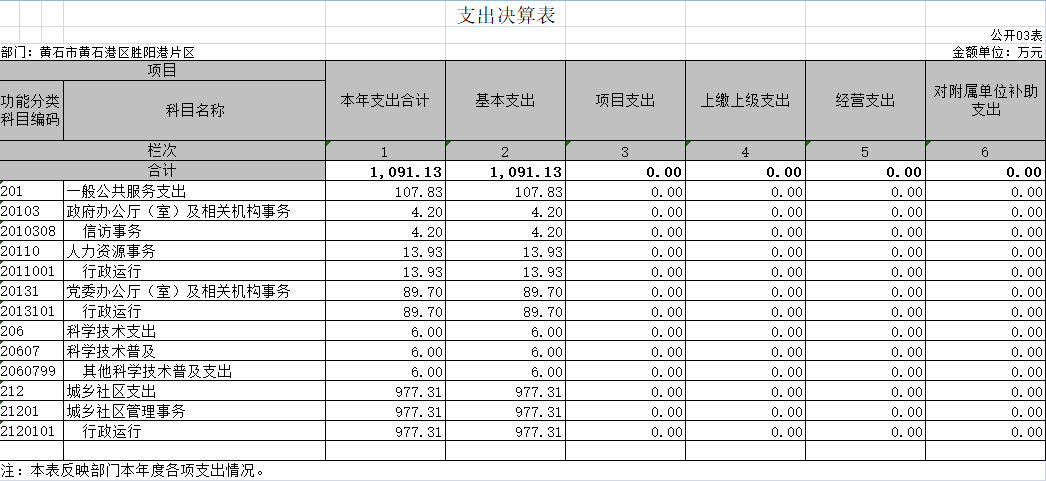 支出决算表
公开03表
部门：黄石市黄石港区胜阳港片区 金额单位：万元
项目 本年支出合计 基本支出 项目支出 上缴上级支出 经营支出 对附属单位补助支出
功能分类科目编码 科目名称
栏次 1 2 3 4 5 6
合计 1,091.13 1,091.13 0.00 0.00 0.00 0.00
201 一般公共服务支出 107.83 107.83 0.00 0.00 0.00 0.00
20103 政府办公厅（室）及相关机构事务 4.20 4.20 0.00 0.00 0.00 0.00
2010308 信访事务 4.20 4.20 0.00 0.00 0.00 0.00
20110 人力资源事务 13.93 13.93 0.00 0.00 0.00 0.00
2011001 行政运行 13.93 13.93 0.00 0.00 0.00 0.00
20131 党委办公厅（室）及相关机构事务 89.70 89.70 0.00 0.00 0.00 0.00
2013101 行政运行 89.70 89.70 0.00 0.00 0.00 0.00
206 科学技术支出 6.00 6.00 0.00 0.00 0.00 0.00
20607 科学技术普及 6.00 6.00 0.00 0.00 0.00 0.00
2060799 其他科学技术普及支出 6.00 6.00 0.00 0.00 0.00 0.00
212 城乡社区支出 977.31 977.31 0.00 0.00 0.00 0.00
21201 城乡社区管理事务 977.31 977.31 0.00 0.00 0.00 0.00
2120101 行政运行 977.31 977.31 0.00 0.00 0.00 0.00
注：本表反映部门本年度各项支出情况。